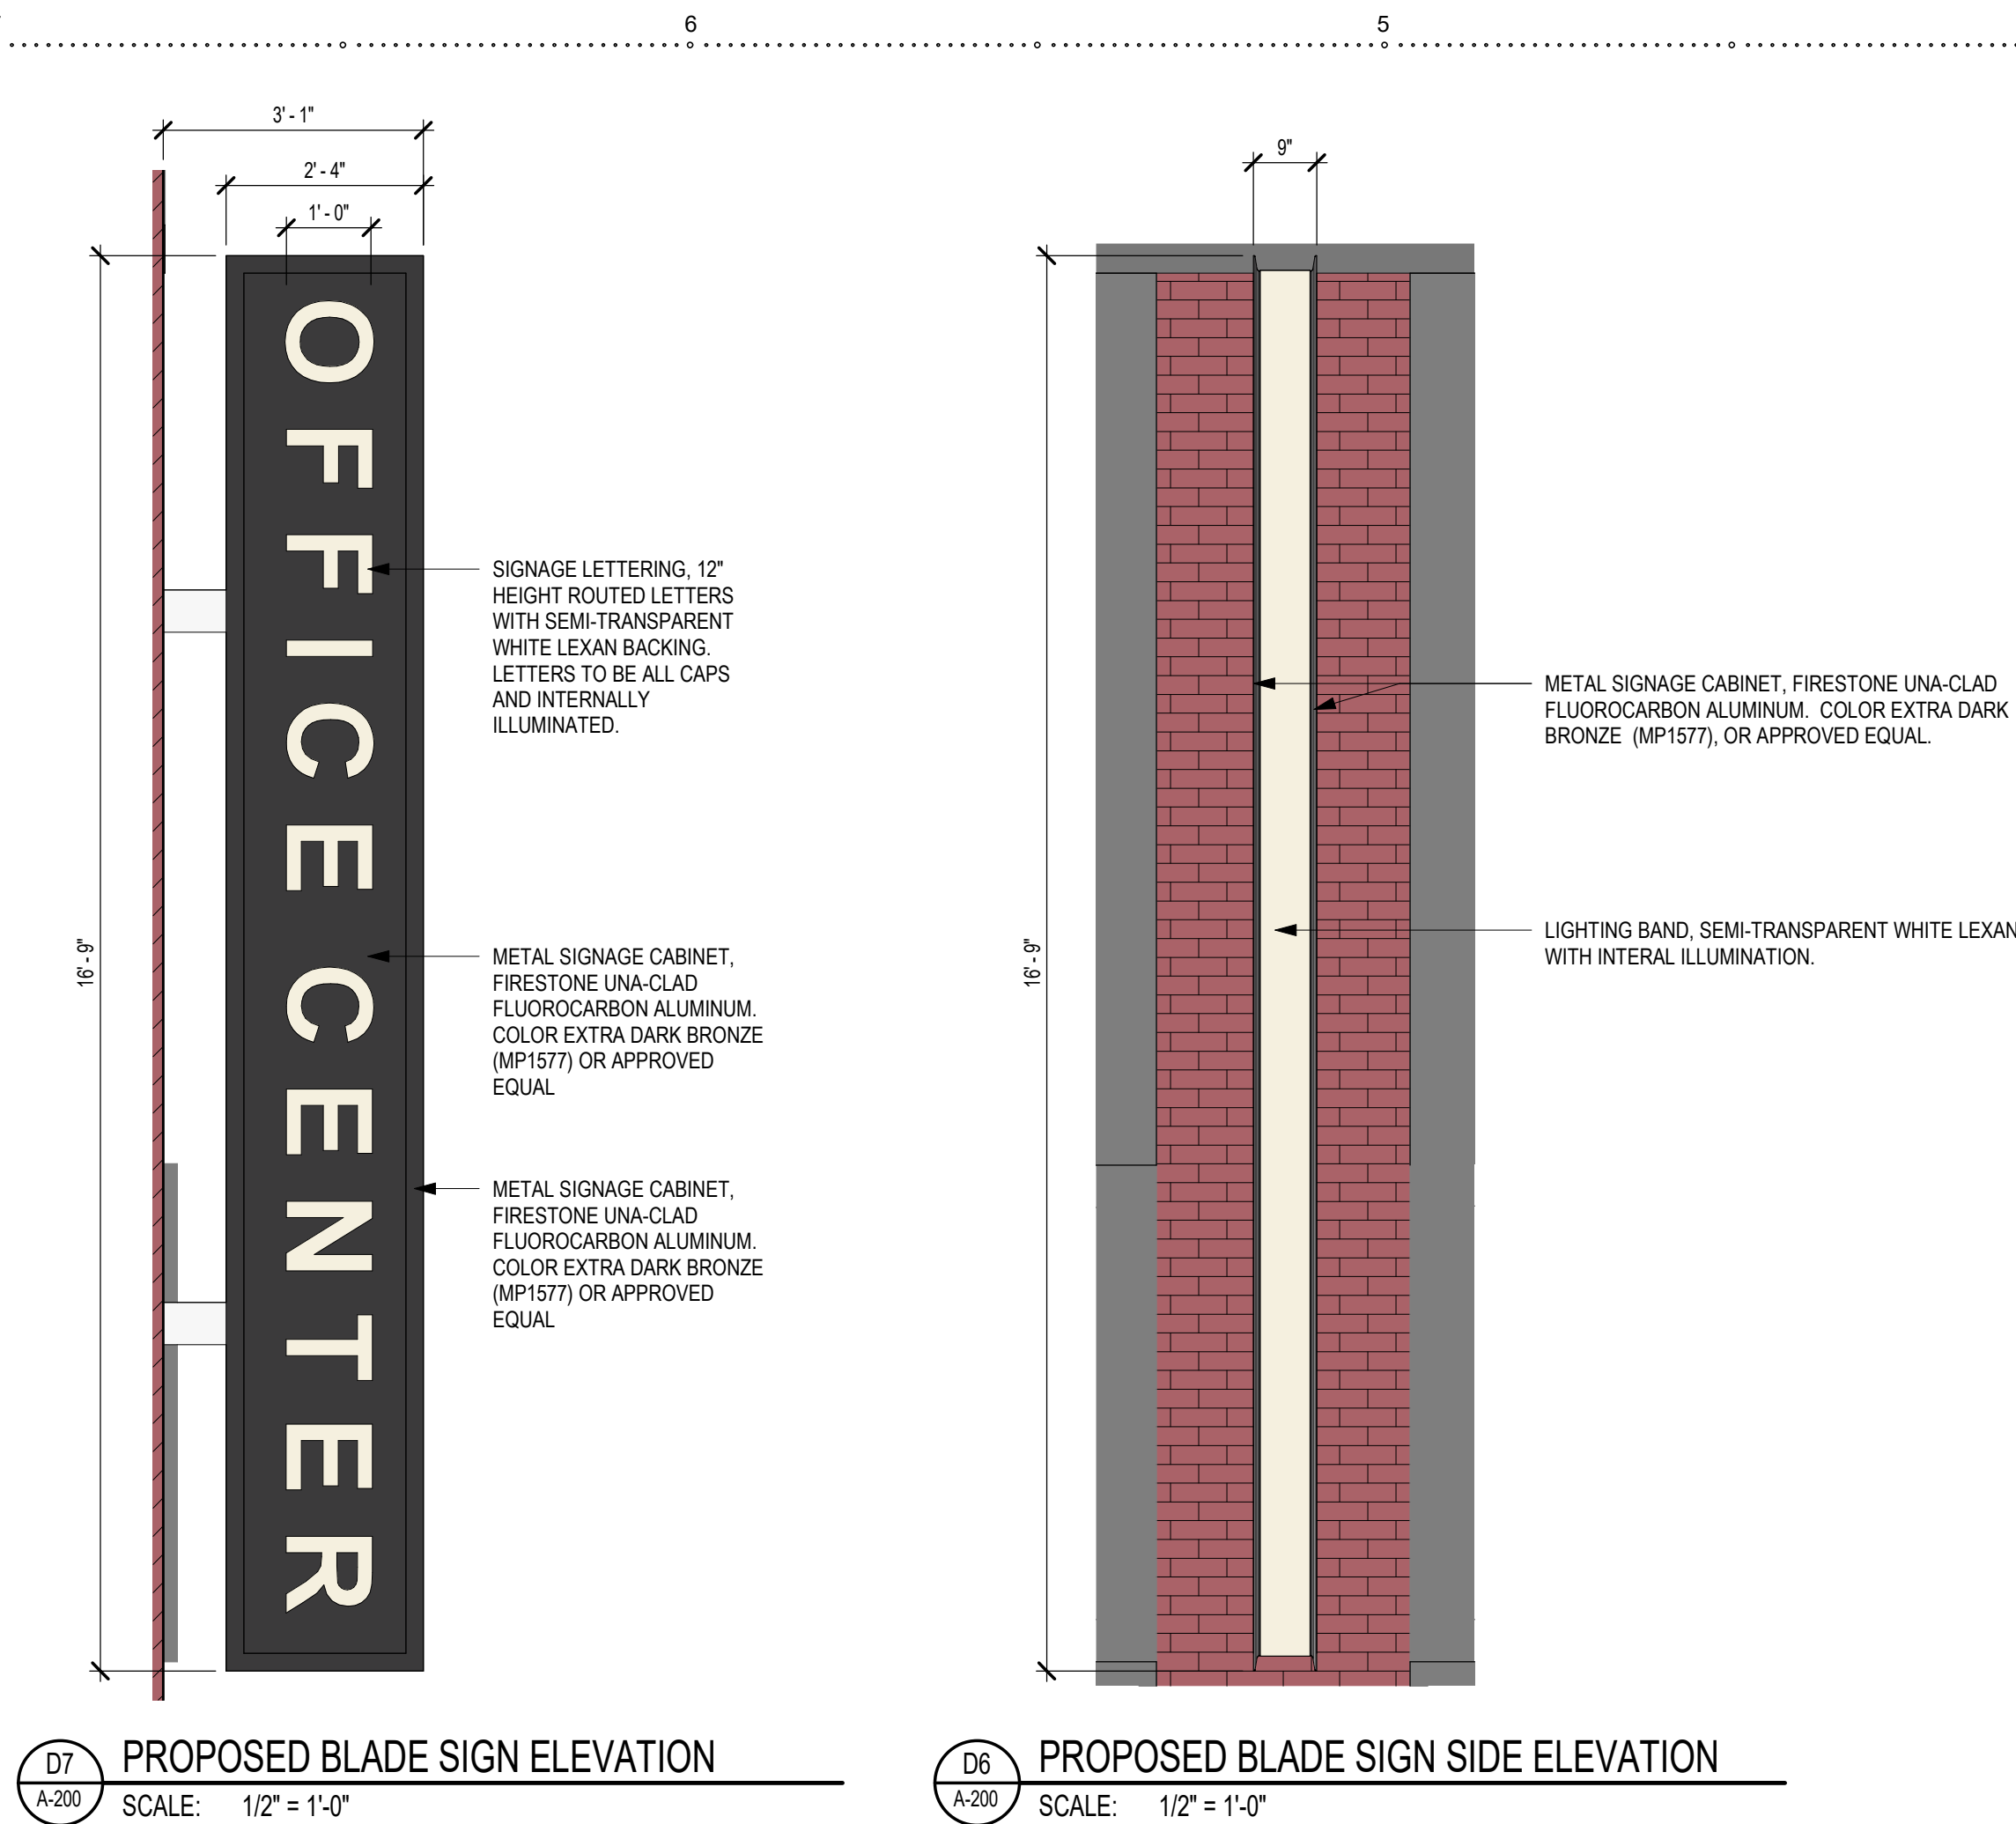 6
5
3' - 1"
2' - 4"
1' - 0"
16' - 9"
OFFICE CENTER
SIGNAGE LETTERING, 12"
HEIGHT ROUTED LETTERS
WITH SEMI-TRANSPARENT
WHITE LEXAN BACKING.
LETTERS TO BE ALL CAPS
AND INTERNALLY
ILLUMINATED.
METAL SIGNAGE CABINET,
FIRESTONE UNA-CLAD
FLUOROCARBON ALUMINUM.
COLOR EXTRA DARK BRONZE
(MP1577) OR APPROVED
EQUAL
METAL SIGNAGE CABINET,
FIRESTONE UNA-CLAD
FLUOROCARBON ALUMINUM.
COLOR EXTRA DARK BRONZE
(MP1577) OR APPROVED
EQUAL
D7
A-200
PROPOSED BLADE SIGN ELEVATION
SCALE: 1/2" = 1'-0"
9"
16' - 9"
METAL SIGNAGE CABINET, FIRESTONE UNA-CLAD
FLUOROCARBON ALUMINUM. COLOR EXTRA DARK
BRONZE (MP1577), OR APPROVED EQUAL.
LIGHTING BAND, SEMI-TRANSPARENT WHITE LEXAN
WITH INTERAL ILLUMINATION.
D6
A-200
PROPOSED BLADE SIGN SIDE ELEVATION
SCALE: 1/2" = 1'-0"